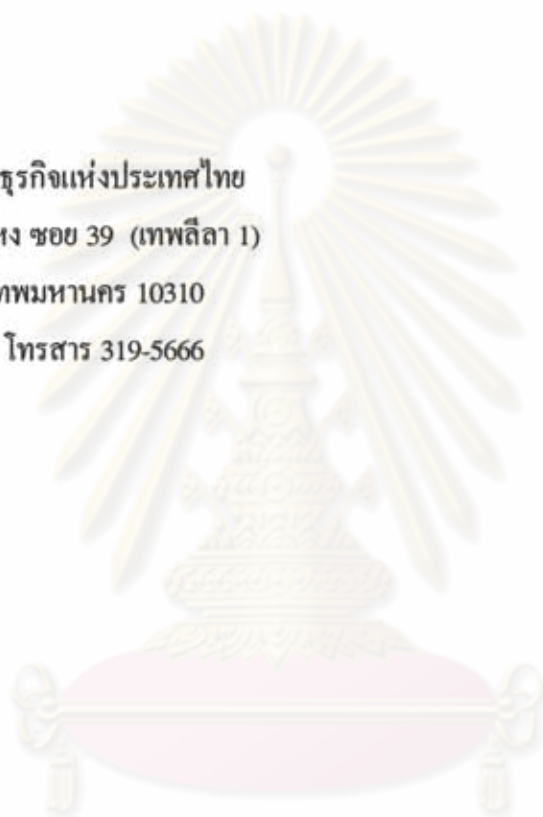 ธุรกิจแห่งประเทศไทย
หง ซอย 39 (เทพลีลา 1)
ทพมหานคร 10310
โทรสาร 319-5666